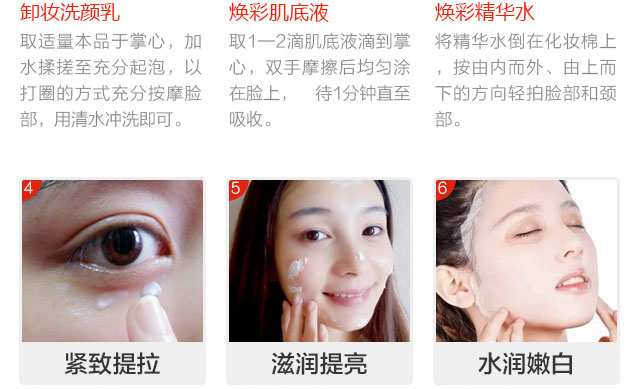 卸妆洗颜乳
取适量本品于掌心，加
水揉搓至充分起泡，以
打圈的方式充分按摩脸
部，用清水冲洗即可。
焕彩肌底液
取1一2滴肌底液滴到掌
心，双手摩擦后均匀涂
在脸上， 待1分钟直至
吸收。
焕彩精华水
将精华水倒在化妆棉上
，按由内而外、由上而
下的方向轻拍脸部和颈
部。
4
紧致提拉
5
滋润提亮
6
水润嫩白